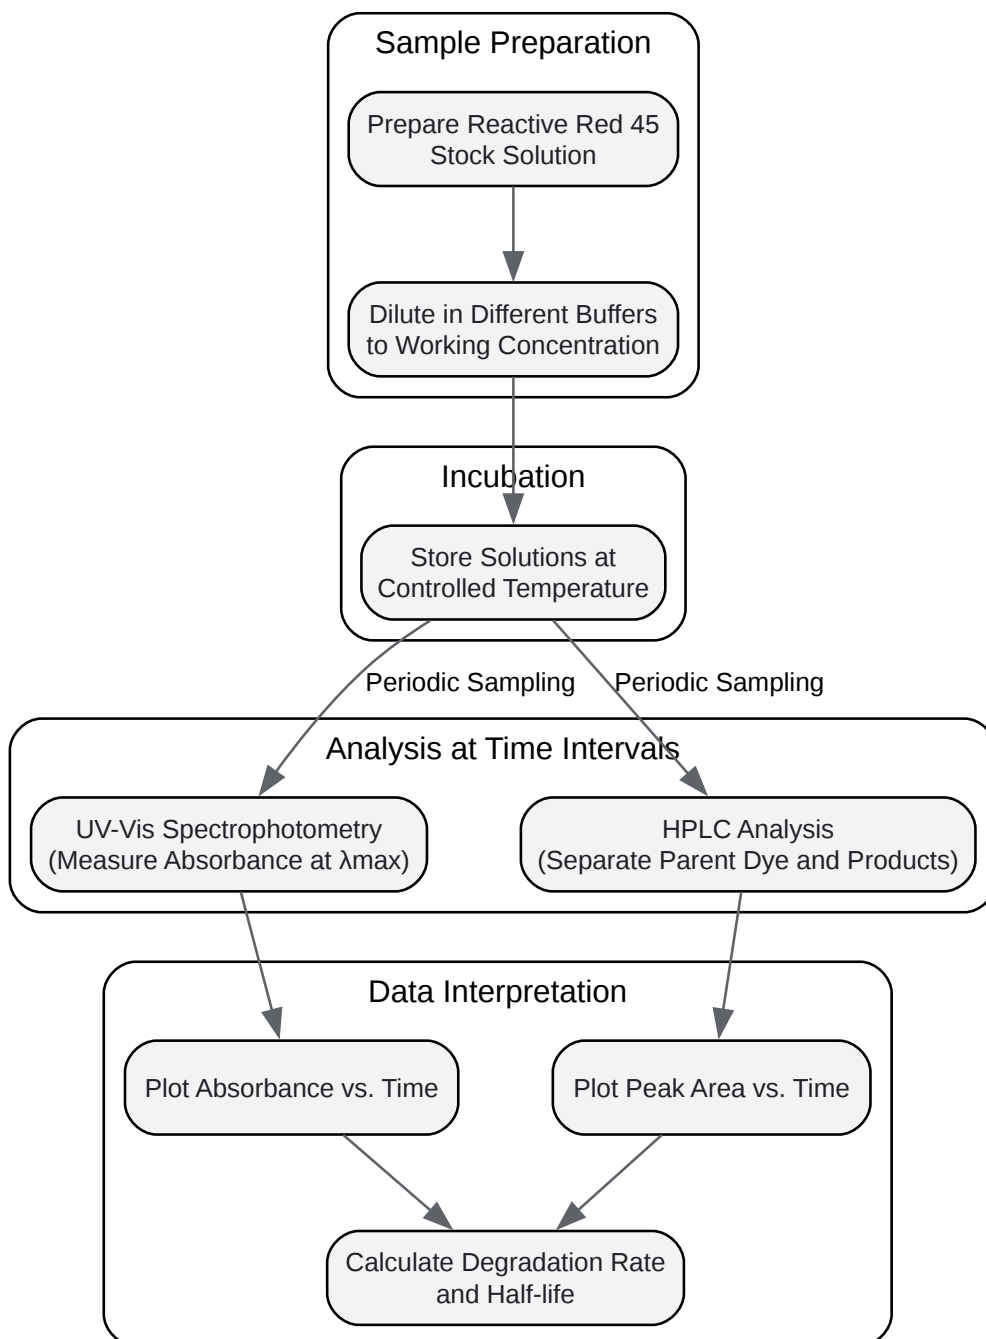 Sample Preparation
Prepare Reactive Red 45
Stock Solution
Dilute in Different Buffers
to Working Concentration
Incubation
Store Solutions at
Controlled Temperature
Periodic Sampling
Periodic Sampling
Analysis at Time Intervals
UV-Vis Spectrophotometry
(Measure Absorbance at λmax)
HPLC Analysis
(Separate Parent Dye and Products)
Data Interpretation
Plot Absorbance vs. Time
Plot Peak Area vs. Time
Calculate Degradation Rate
and Half-life